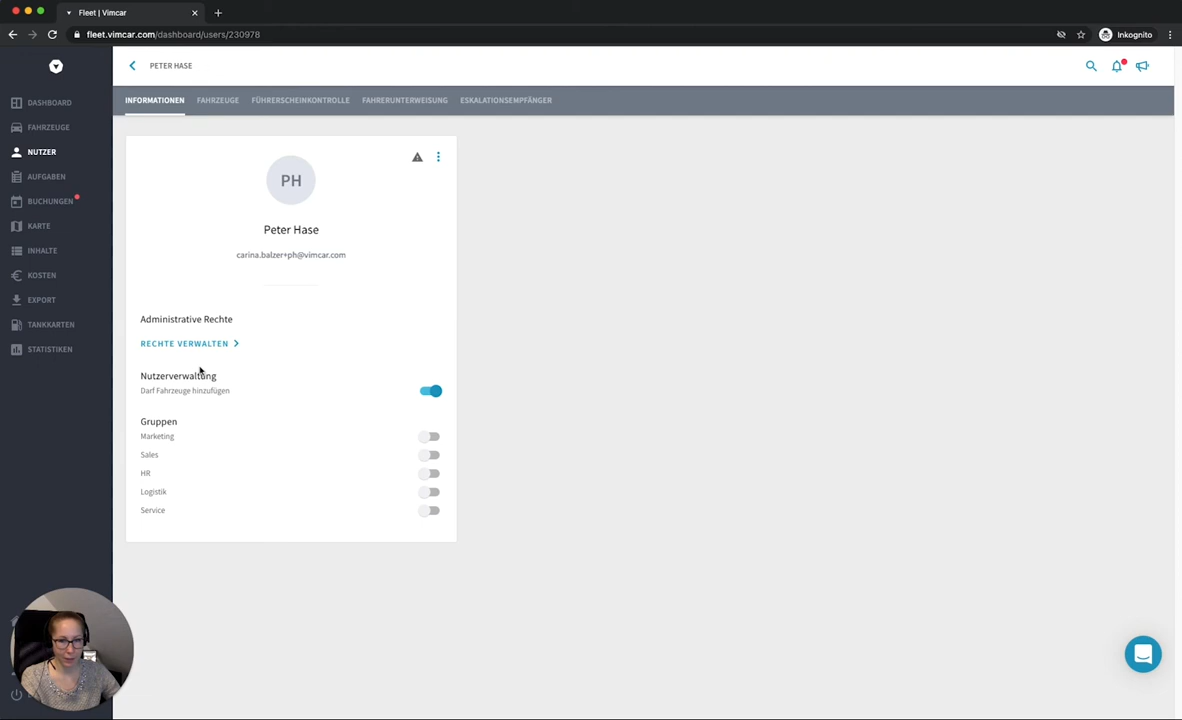 Fleet | Vimcar
fleet.vimcar.com/dashboard/users/230978
Inkognito
PETER HASE
DASHBOARD
FAHRZEUGE
NUTZER
AUFGABEN
BUCHUNGEN
KARTE
INHALTE
KOSTEN
EXPORT
TANKKARTEN
STATISTIKEN
INFORMATIONEN FAHRZEUGE FÜHRERSCHEINKONTROLLE FAHRERUNTERWEISUNG ESKALATIONSEMPFÄNGER
PH
Peter Hase
carina.balzer+ph@vimcar.com
Administrative Rechte
RECHTE VERWALTEN
Nutzerverwaltung
Darf Fahrzeuge hinzufügen
Gruppen
Marketing
Sales
HR
Logistik
Service